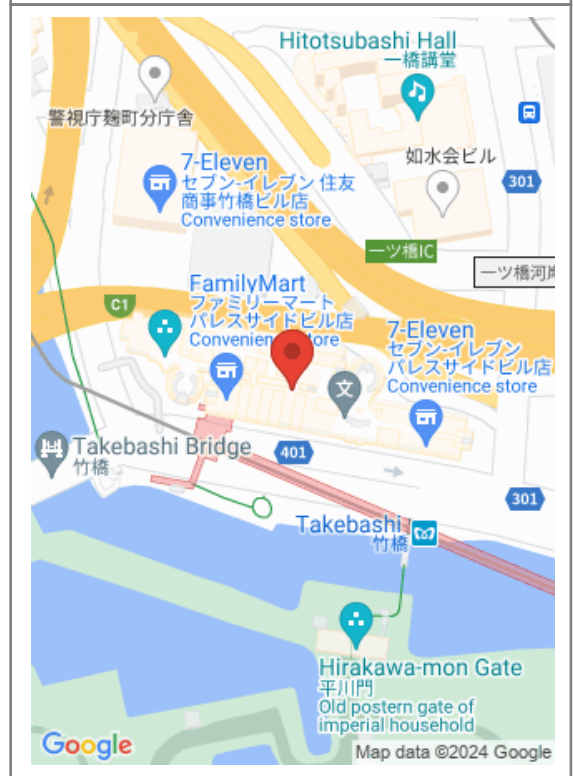 Hitotsubashi Hall
一橋講堂
警視庁麹町分庁舎
7-Eleven
セブン-イレブン 住友
商事竹橋ビル店
Convenience store
如水会ビル
301
一ツ橋IC
一ツ橋河岸
C1
FamilyMart
ファミリーマート
パレスサイドビル店
Convenien
ore
7-Eleven
セブン-イレブン
パレスサイドビル店
Convenience store
文
Takebashi Bridge
竹橋
401
301
Takebashi
竹橋
Hirakawa-mon Gate
平川門
Old postern gate of
imperial household
Google
Map data ©2024 Google